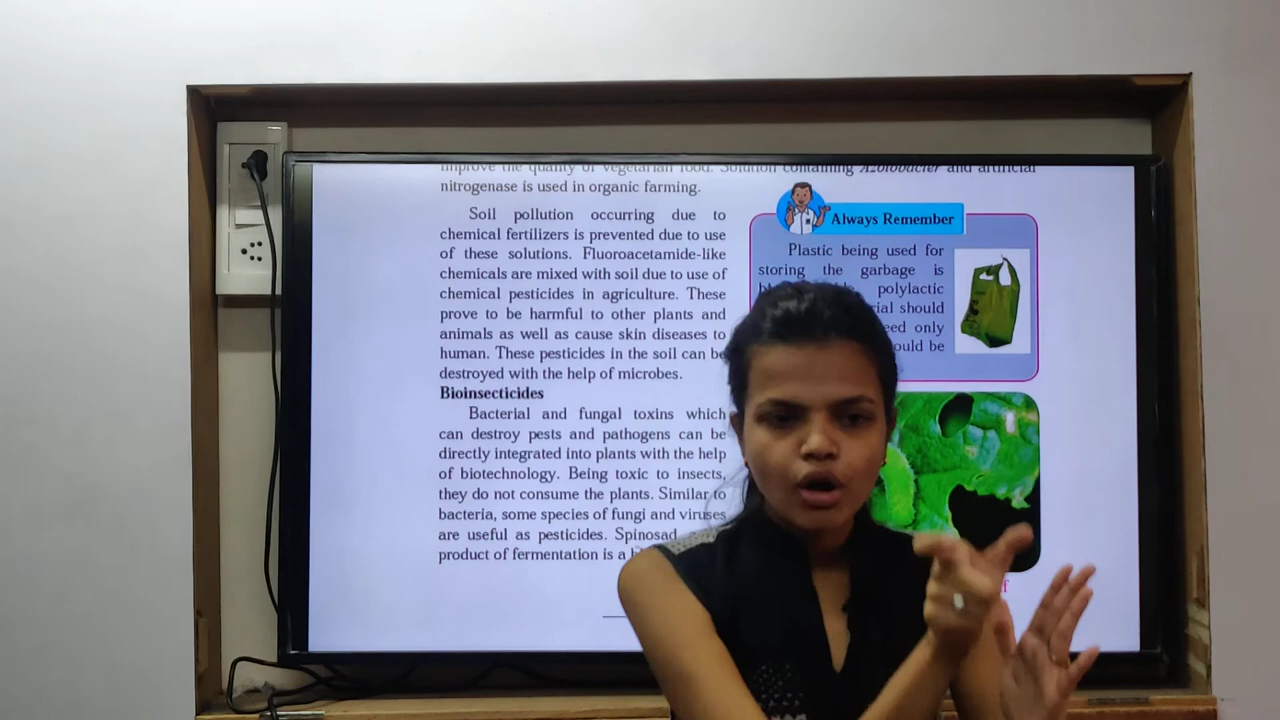 improve the quality of vegetarian food. Solution containing Azotobacter and artificial
nitrogenase is used in organic farming.
Soil pollution occurring due to
chemical fertilizers is prevented due to use
of these solutions. Fluoroacetamide-like
chemicals are mixed with soil due to use of
chemical pesticides in agriculture. These
prove to be harmful to other plants and
animals as well as cause skin diseases to
human. These pesticides in the soil can be
destroyed with the help of microbes.
Bioinsecticides
Bacterial and fungal toxins which
can destroy pests and pathogens can be
directly integrated into plants with the help
of biotechnology. Being toxic to insects,
they do not consume the plants. Similar to
bacteria, some species of fungi and viruses
are useful as pesticides. Spinosad
product of fermentation is a
Always Remember
Plastic being used for
storing the garbage is
polylactic
should
only
be